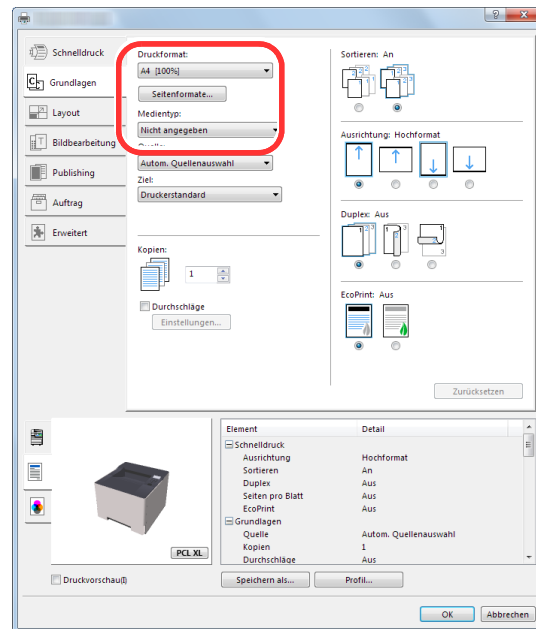 Schnelldruck
Grundlagen
Layout
Bildbearbeitung
Publishing
Auftrag
Erweitert
Druckformat:
A4 [100%]
Seitenformate...
Medientyp:
Nicht angegeben
Autom. Quellenauswahl
Ziel:
Druckerstandard
Kopien:
1
Durchschläge
Einstellungen...
Sortieren: An
Ausrichtung: Hochformat
Duplex: Aus
EcoPrint: Aus
Zurücksetzen
PCL XL
Druckvorschau(l)
Element Detail
Schnelldruck
Ausrichtung Hochformat
Sortieren An
Duplex Aus
Seiten pro Blatt Aus
EcoPrint Aus
Grundlagen
Quelle Autom. Quellenauswahl
Kopien 1
Durchschläge Aus
Speichern als... Profil...
OK Abbrechen